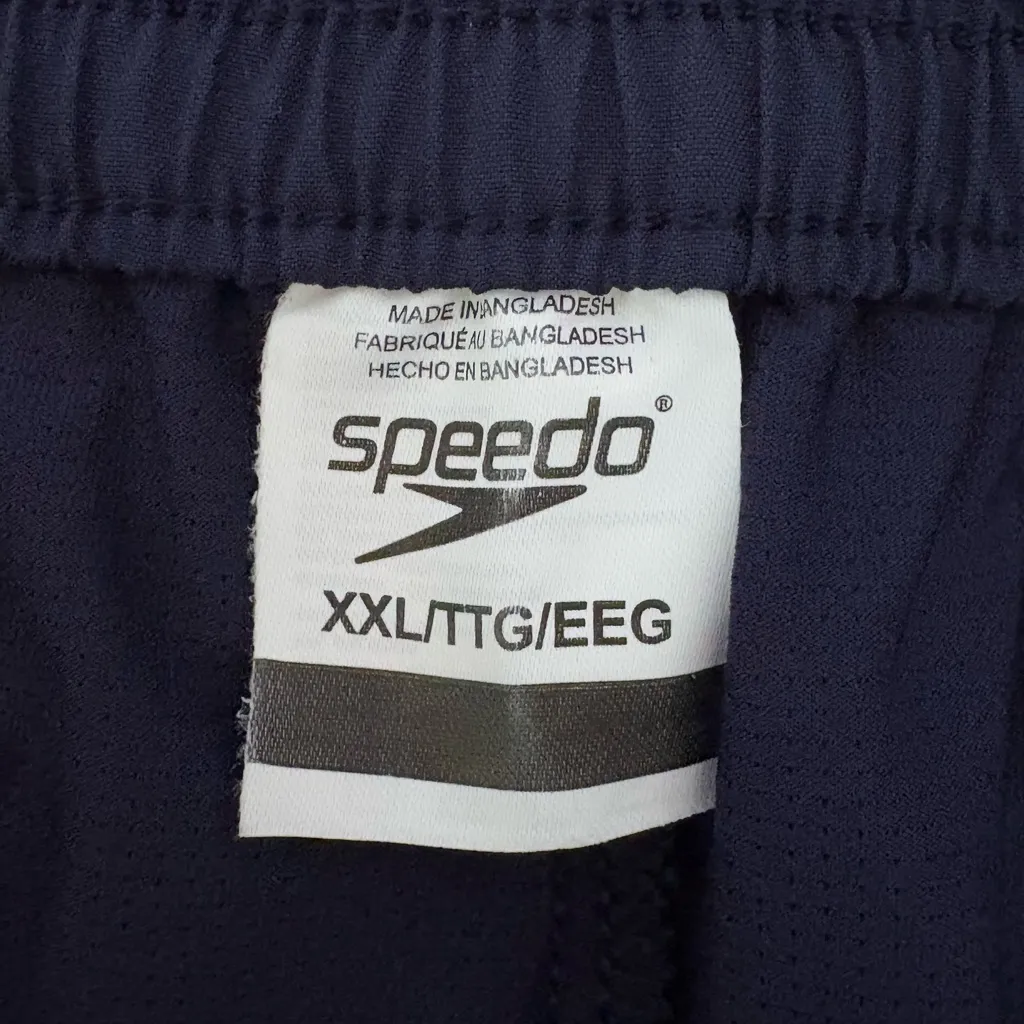 MADE IN BANGLADESH
FABRIQUÉ AU BANGLADESH
HECHO EN BANGLADESH
speedo®
XXL/TTG/EEG